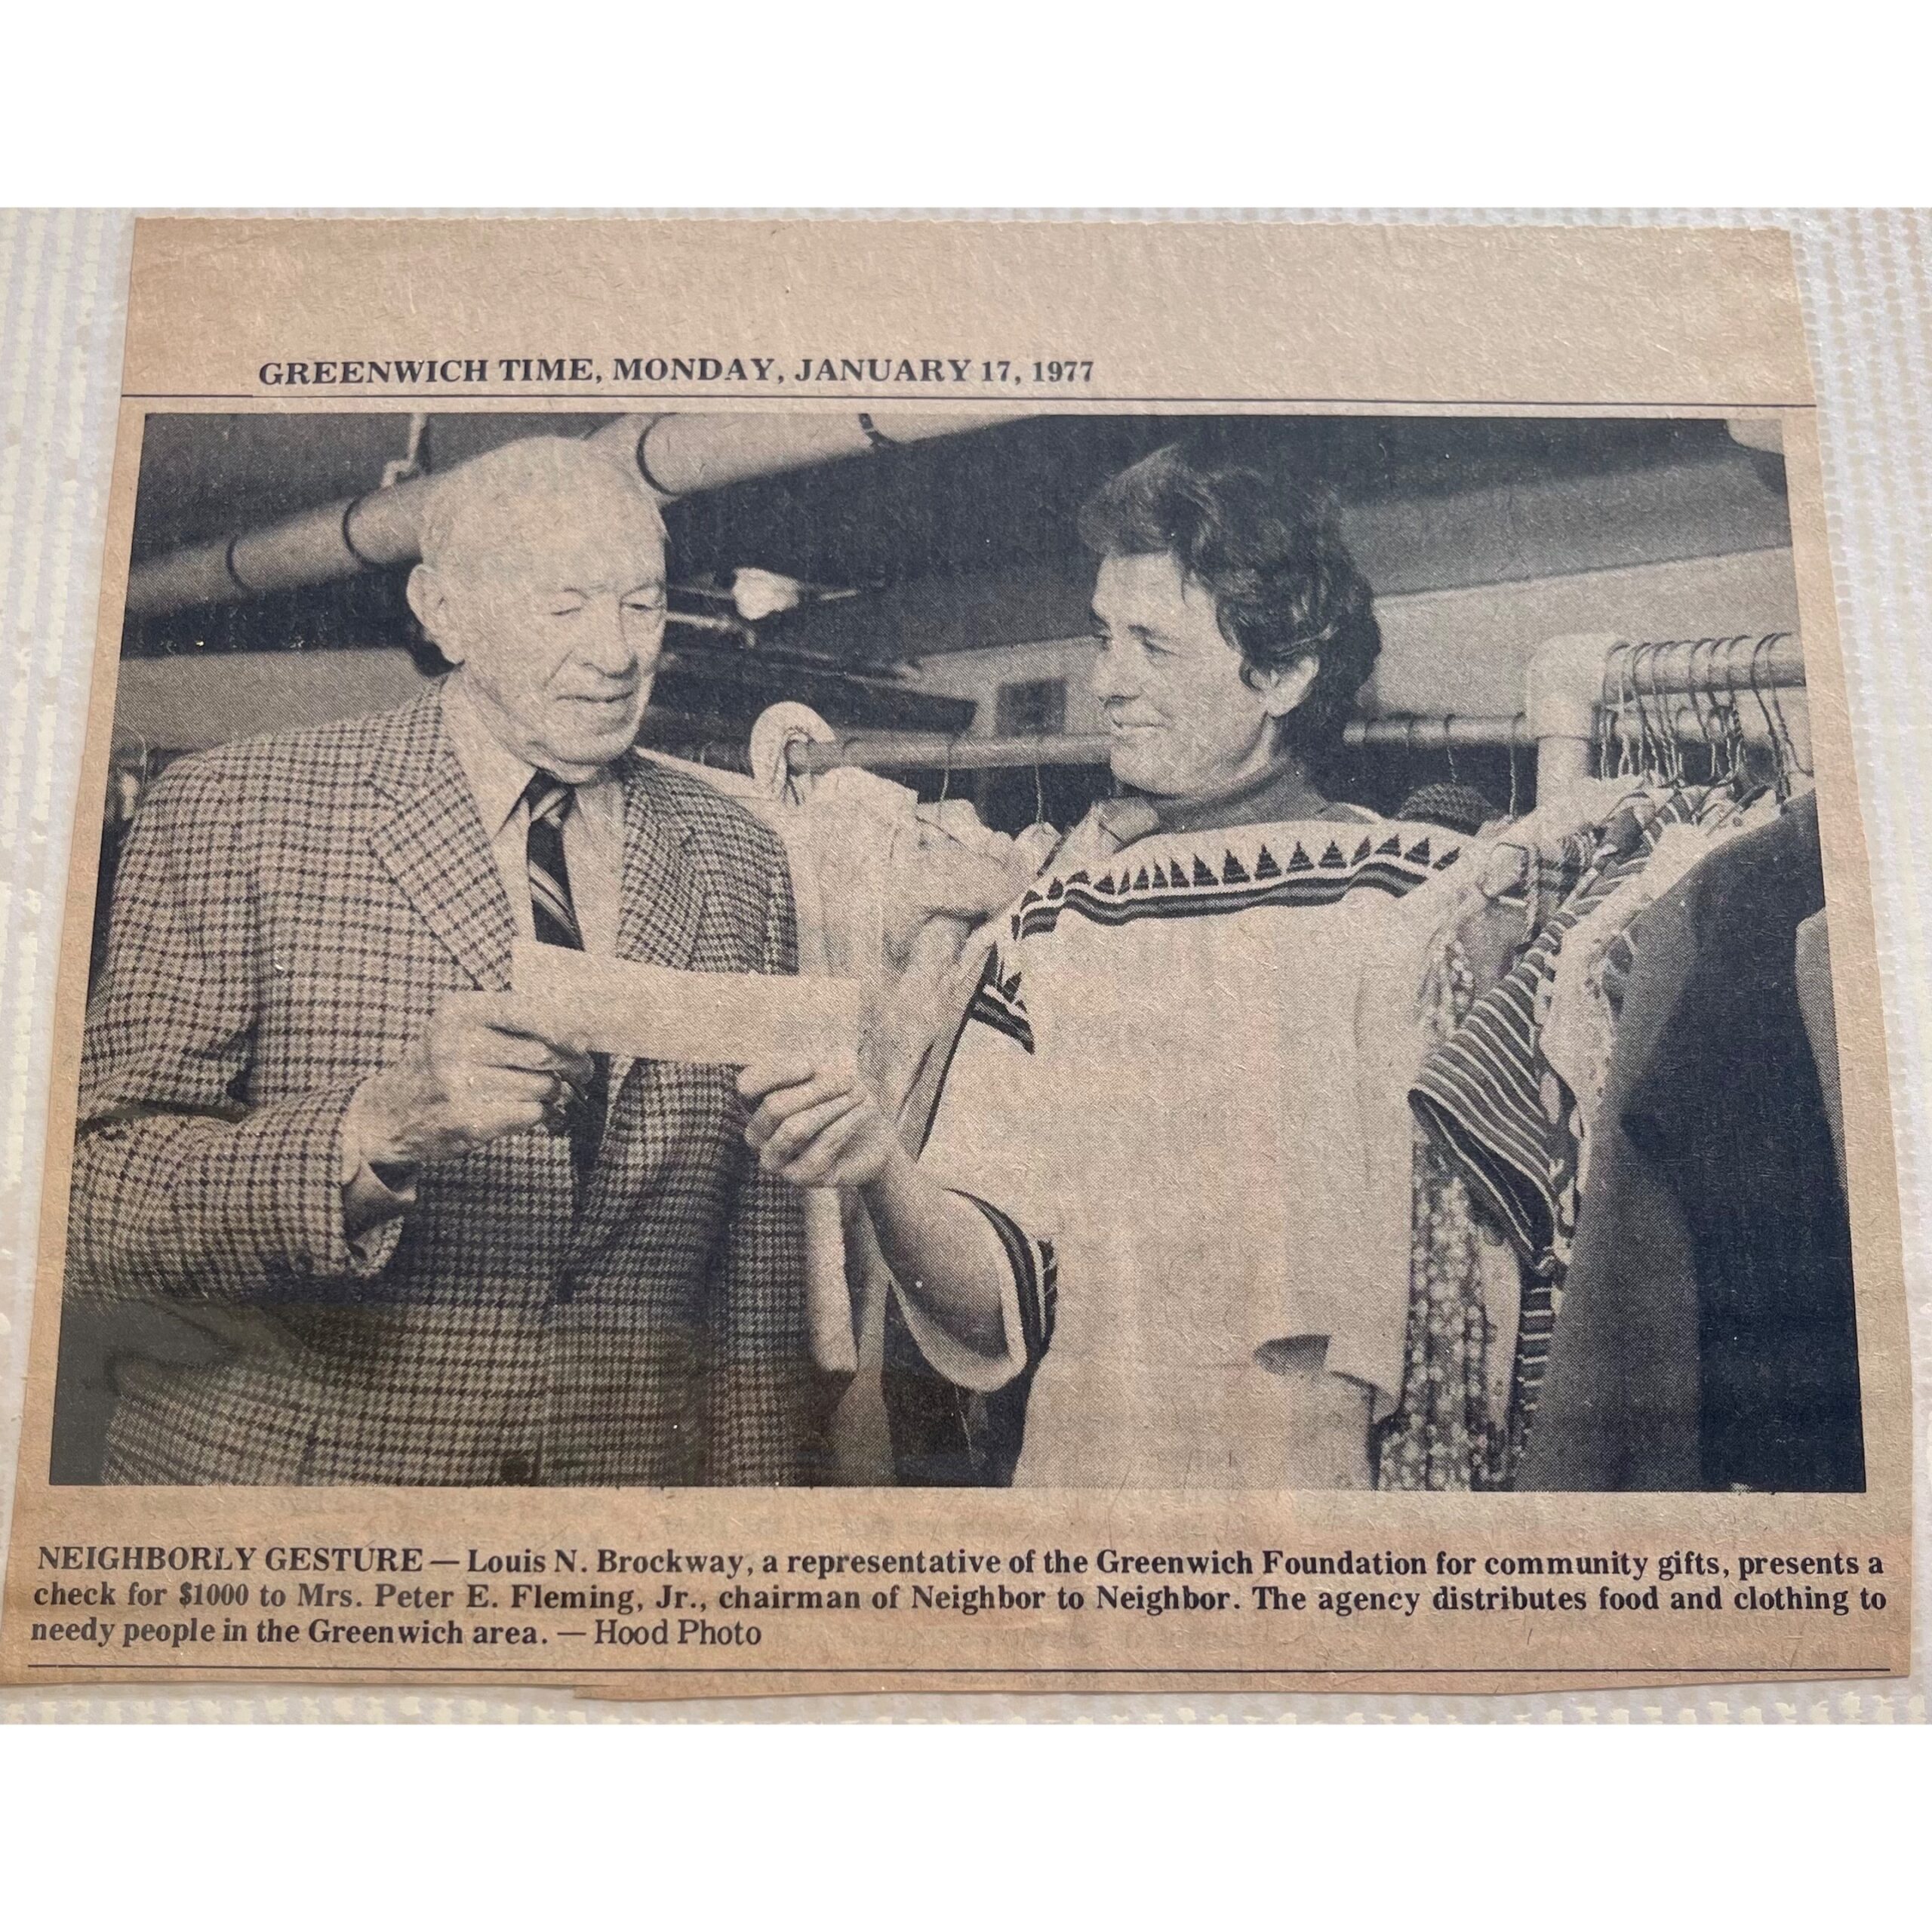 GREENWICH TIME, MONDAY, JANUARY 17, 1977
NEIGHBORLY GESTURE — Louis N. Brockway, a representative of the Greenwich Foundation for community gifts, presents a
check for $1000 to Mrs. Peter E. Fleming, Jr., chairman of Neighbor to Neighbor. The agency distributes food and clothing to
needy people in the Greenwich area. — Hood Photo